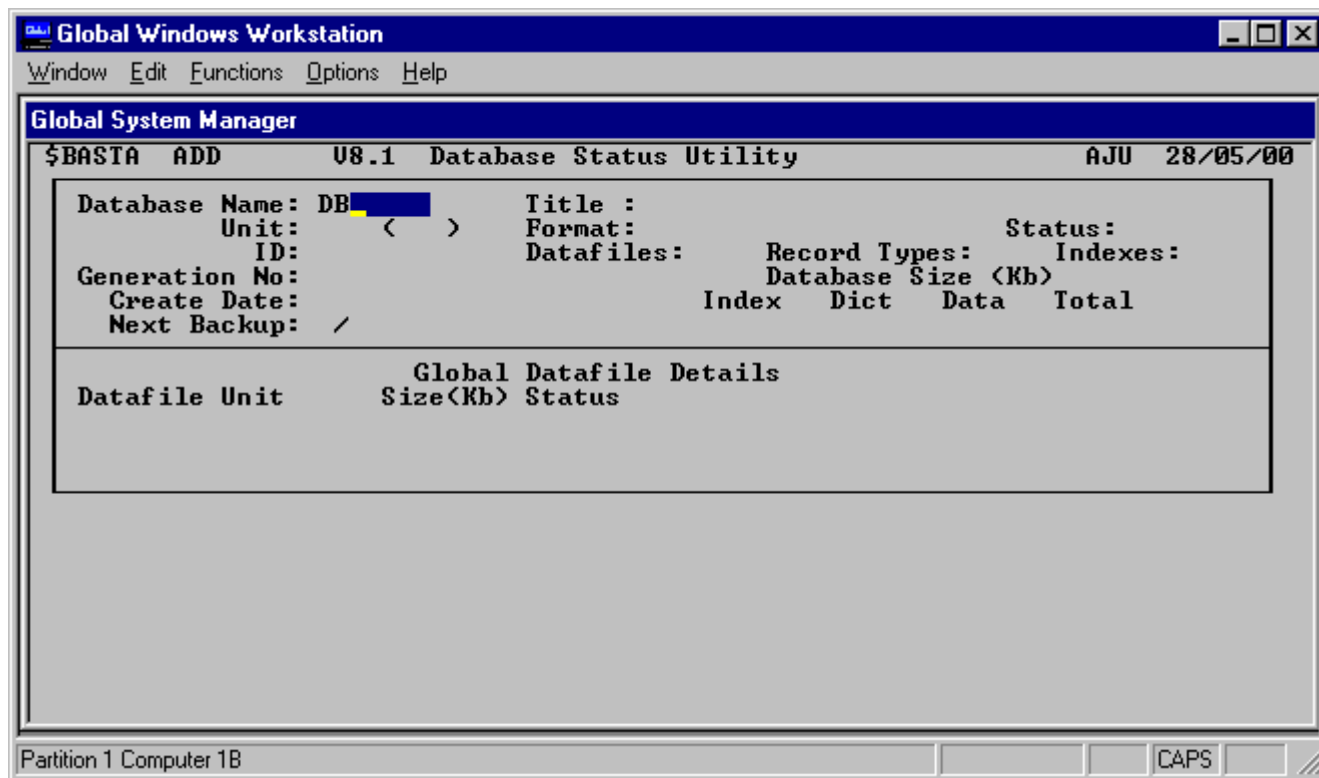 Global Windows Workstation
Window Edit Functions Options Help
Global System Manager
$BASTA ADD V8.1 Database Status Utility AJU 28/05/00
Database Name: DB Title :
Unit: ( ) Format: Status:
ID: Datafiles: Record Types: Indexes:
Generation No: Database Size (Kb)
Create Date: Index Dict Data Total
Next Backup: /
Global Datafile Details
Datafile Unit Size(Kb) Status
Partition 1 Computer 1B CAPS